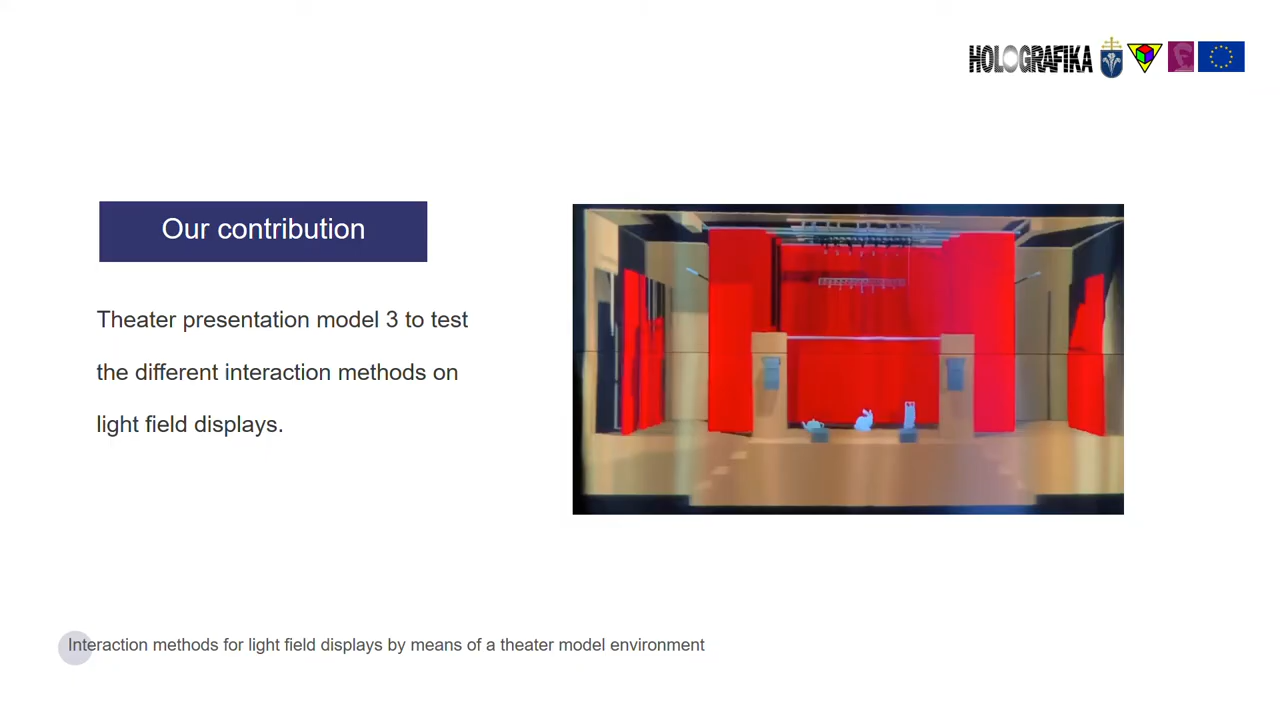 HOLOGRAFIKA
Our contribution
Theater presentation model 3 to test
the different interaction methods on
light field displays.
Interaction methods for light field displays by means of a theater model environment